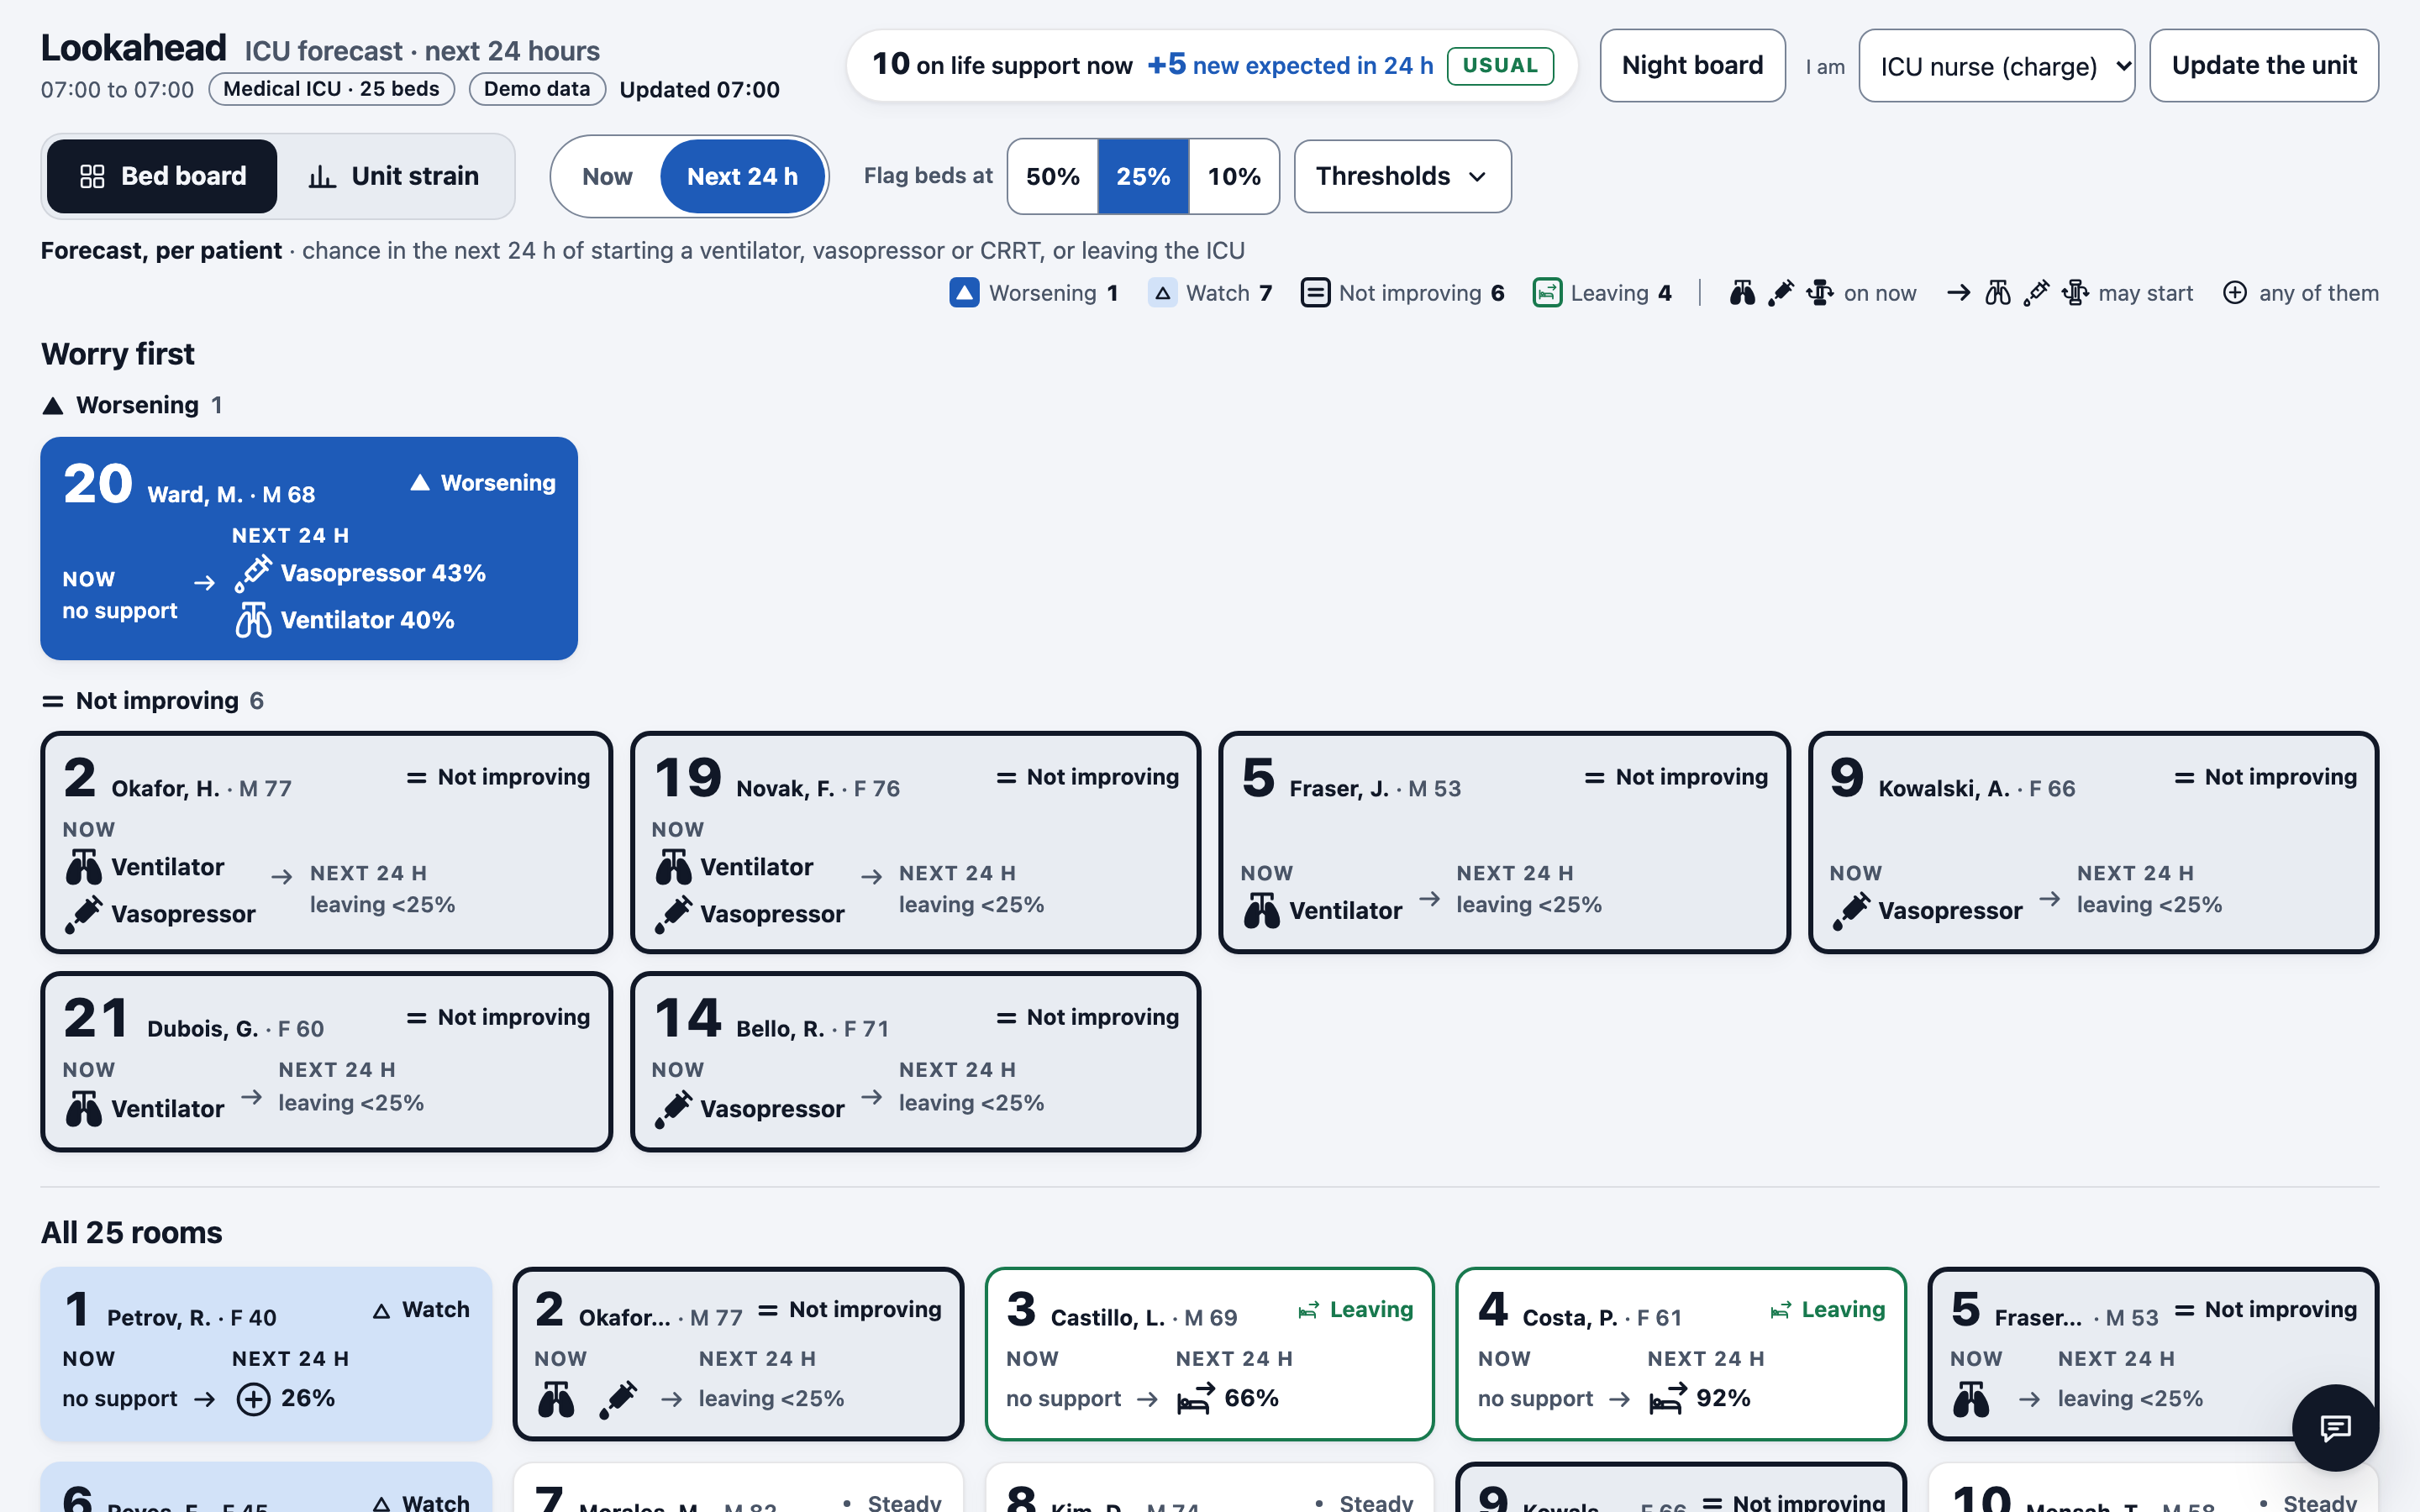 Lookahead ICU forecast · next 24 hours
07:00 to 07:00 Medical ICU · 25 beds Demo data Updated 07:00
10 on life support now +5 new expected in 24 h USUAL
Night board I am ICU nurse (charge) Update the unit
Bed board Unit strain Now Next 24 h Flag beds at 50% 25% 10% Thresholds
Forecast, per patient · chance in the next 24 h of starting a ventilator, vasopressor or CRRT, or leaving the ICU
Worsening 1 Watch 7 Not improving 6 Leaving 4 on now may start any of them
Worry first
Worsening 1
20 Ward, M. · M 68 Worsening
NEXT 24 H
Vasopressor 43%
NOW
no support
Ventilator 40%
Not improving 6
2 Okafor, H. · M 77 Not improving
NOW
Ventilator
Vasopressor
NEXT 24 H
leaving <25%
19 Novak, F. · F 76 Not improving
NOW
Ventilator
Vasopressor
NEXT 24 H
leaving <25%
5 Fraser, J. · M 53 Not improving
NOW
Ventilator
NEXT 24 H
leaving <25%
9 Kowalski, A. · F 66 Not improving
NOW
Vasopressor
NEXT 24 H
leaving <25%
21 Dubois, G. · F 60 Not improving
NOW
Ventilator
NEXT 24 H
leaving <25%
14 Bello, R. · F 71 Not improving
NOW
Vasopressor
NEXT 24 H
leaving <25%
All 25 rooms
1 Petrov, R. · F 40 Watch
NOW NEXT 24 H
no support 26%
2 Okafor... · M 77 Not improving
NOW NEXT 24 H
leaving <25%
3 Castillo, L. · M 69 Leaving
NOW NEXT 24 H
no support 66%
4 Costa, P. · F 61 Leaving
NOW NEXT 24 H
no support 92%
5 Fraser... · M 53 Not improving
NOW NEXT 24 H
leaving <25%
6 Watch
7 Steady
8 Kim, D. M 74 Steady
9 Kowals... F 66 Not improving
10 Mensah, T. M 58 Steady